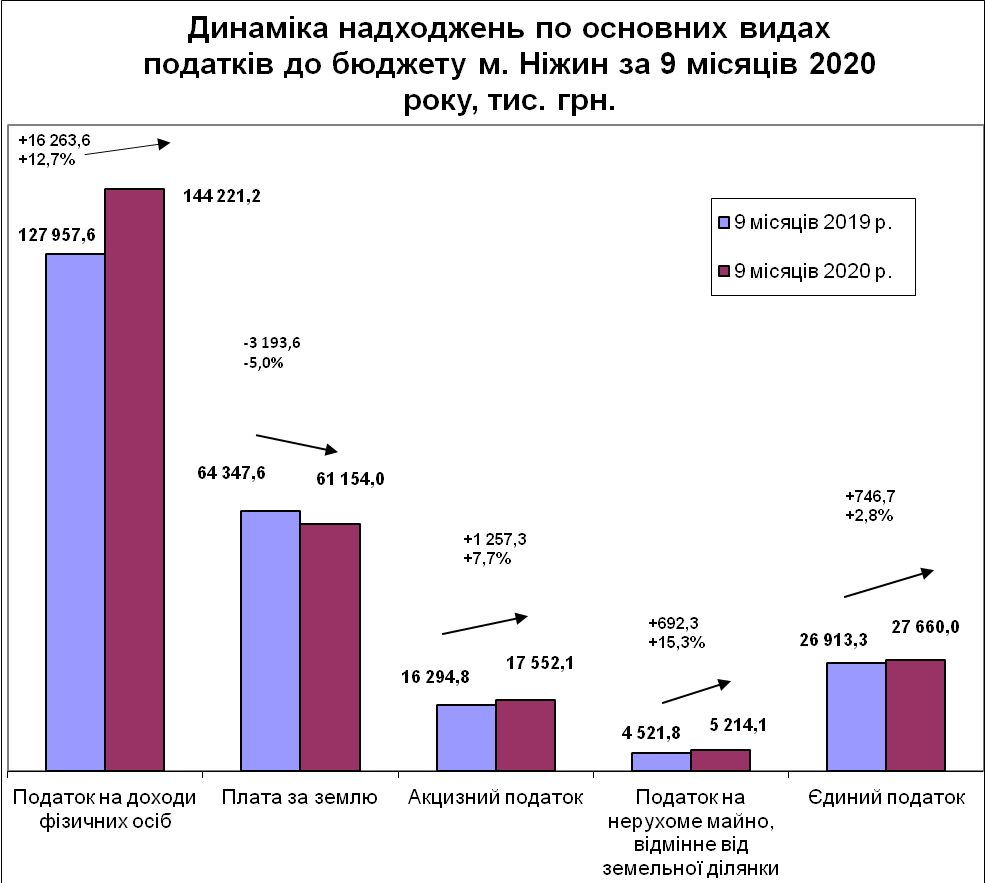 Динаміка надходжень по основних видах
податків до бюджету м. Ніжин за 9 місяців 2020
року, тис. грн.
+16 263,6
+12,7%
127 957,6
144 221,2
9 місяців 2019 р.
9 місяців 2020 р.
-3 193,6
-5,0%
64 347,6
61 154,0
+1 257,3
+7,7%
16 294,8
17 552,1
+692,3
+15,3%
4 521,8
5 214,1
+746,7
+2,8%
26 913,3
27 660,0
Податок на доходи
фізичних осіб
Плата за землю
Акцизний податок
Податок на
нерухоме майно,
відмінне від
земельної ділянки
Єдиний податок